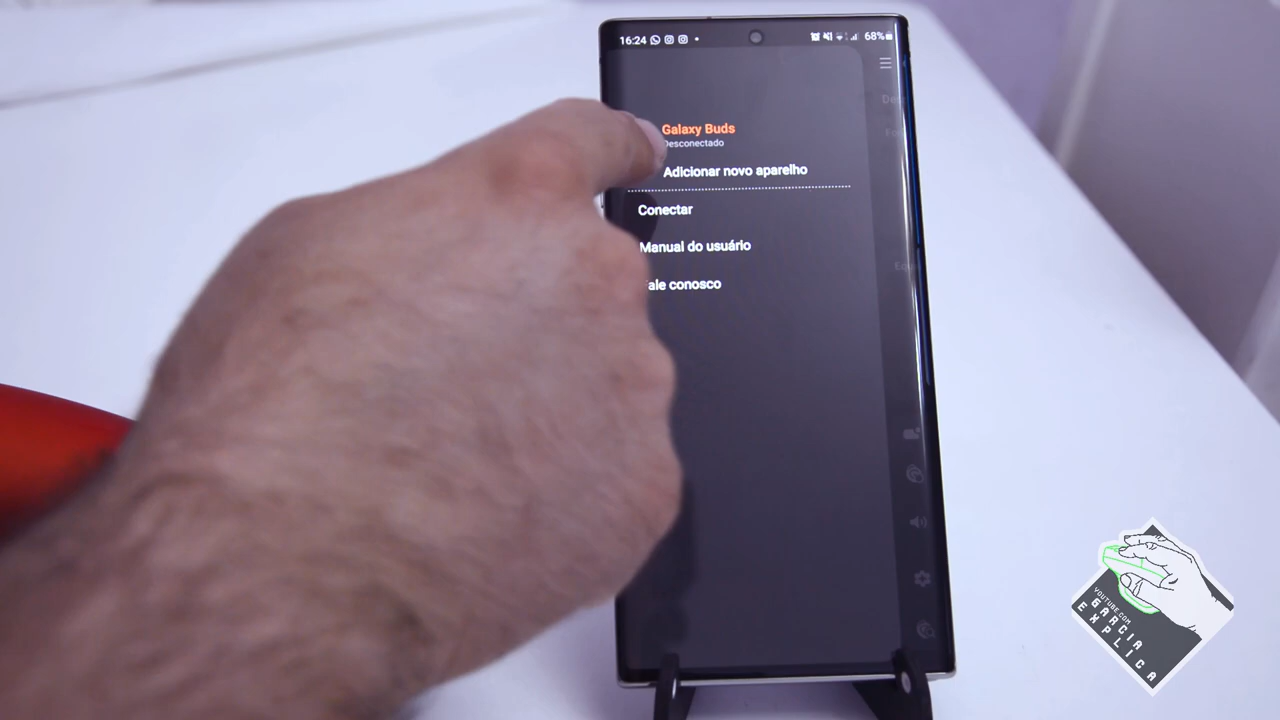 16:24
68%
Galaxy Buds
Desconectado
Adicionar novo aparelho
Conectar
Manual do usuário
ale conosco
YOUTUBE.COM
GARCIA
EXPLICA